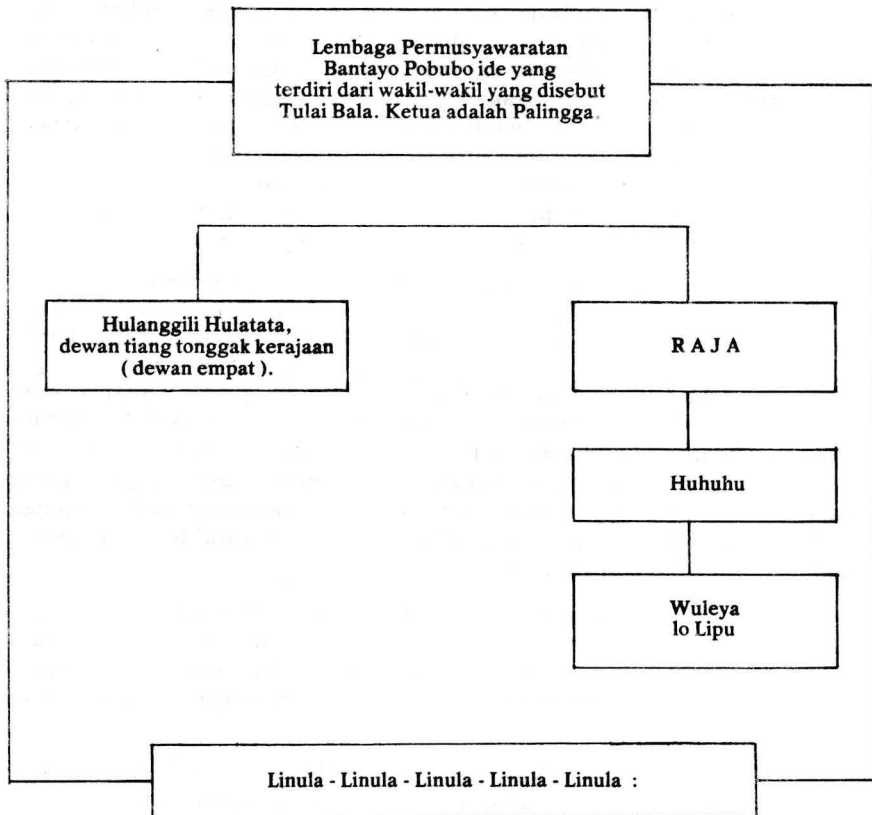 Lembaga Permusyawaratan
Bantayo Pobubo ide yang
terdiri dari wakil-wakil yang disebut
Tulai Bala. Ketua adalah Palingga.
Hulanggili Hulatata,
dewan tiang tonggak kerajaan
( dewan empat ).
R A J A
Huhuhu
Wuleya
lo Lipu
Linula - Linula - Linula - Linula - Linula :